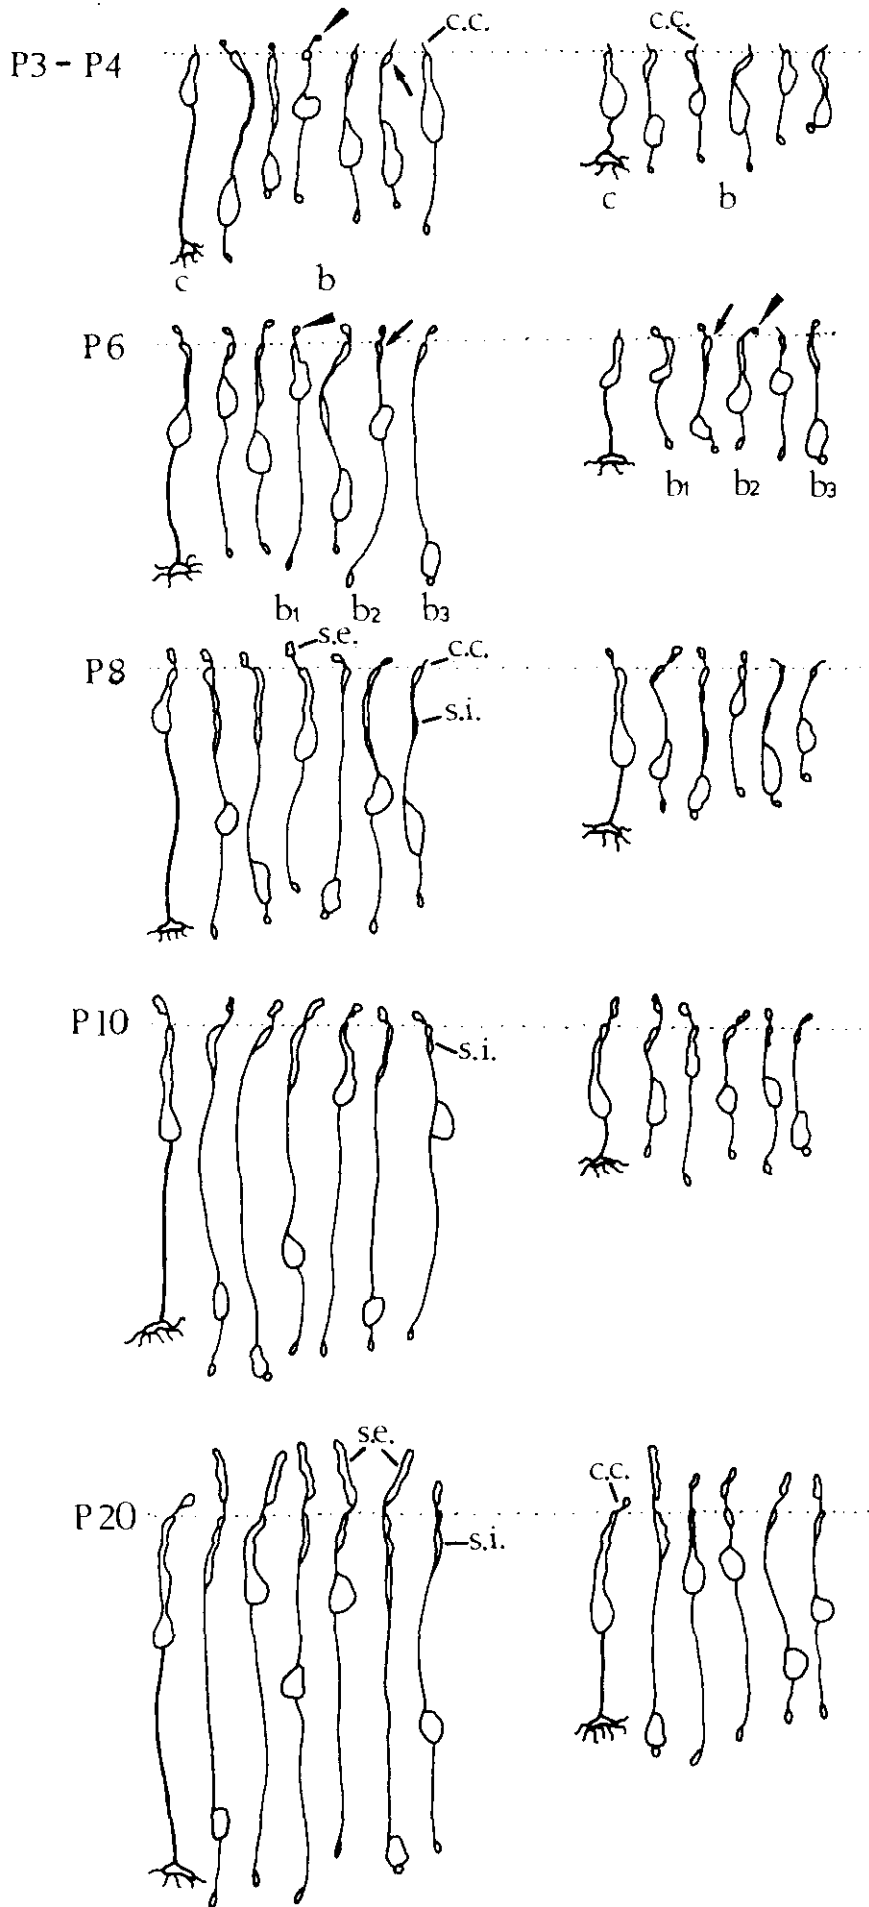 c.c. c.c.
P3 - P4
c b c b
P6
b1 b2 b3
b1 b2 b3
s.e. c.c.
P8
s.i.
P10
s.i.
s.e.
c.c.
P20
s.i.